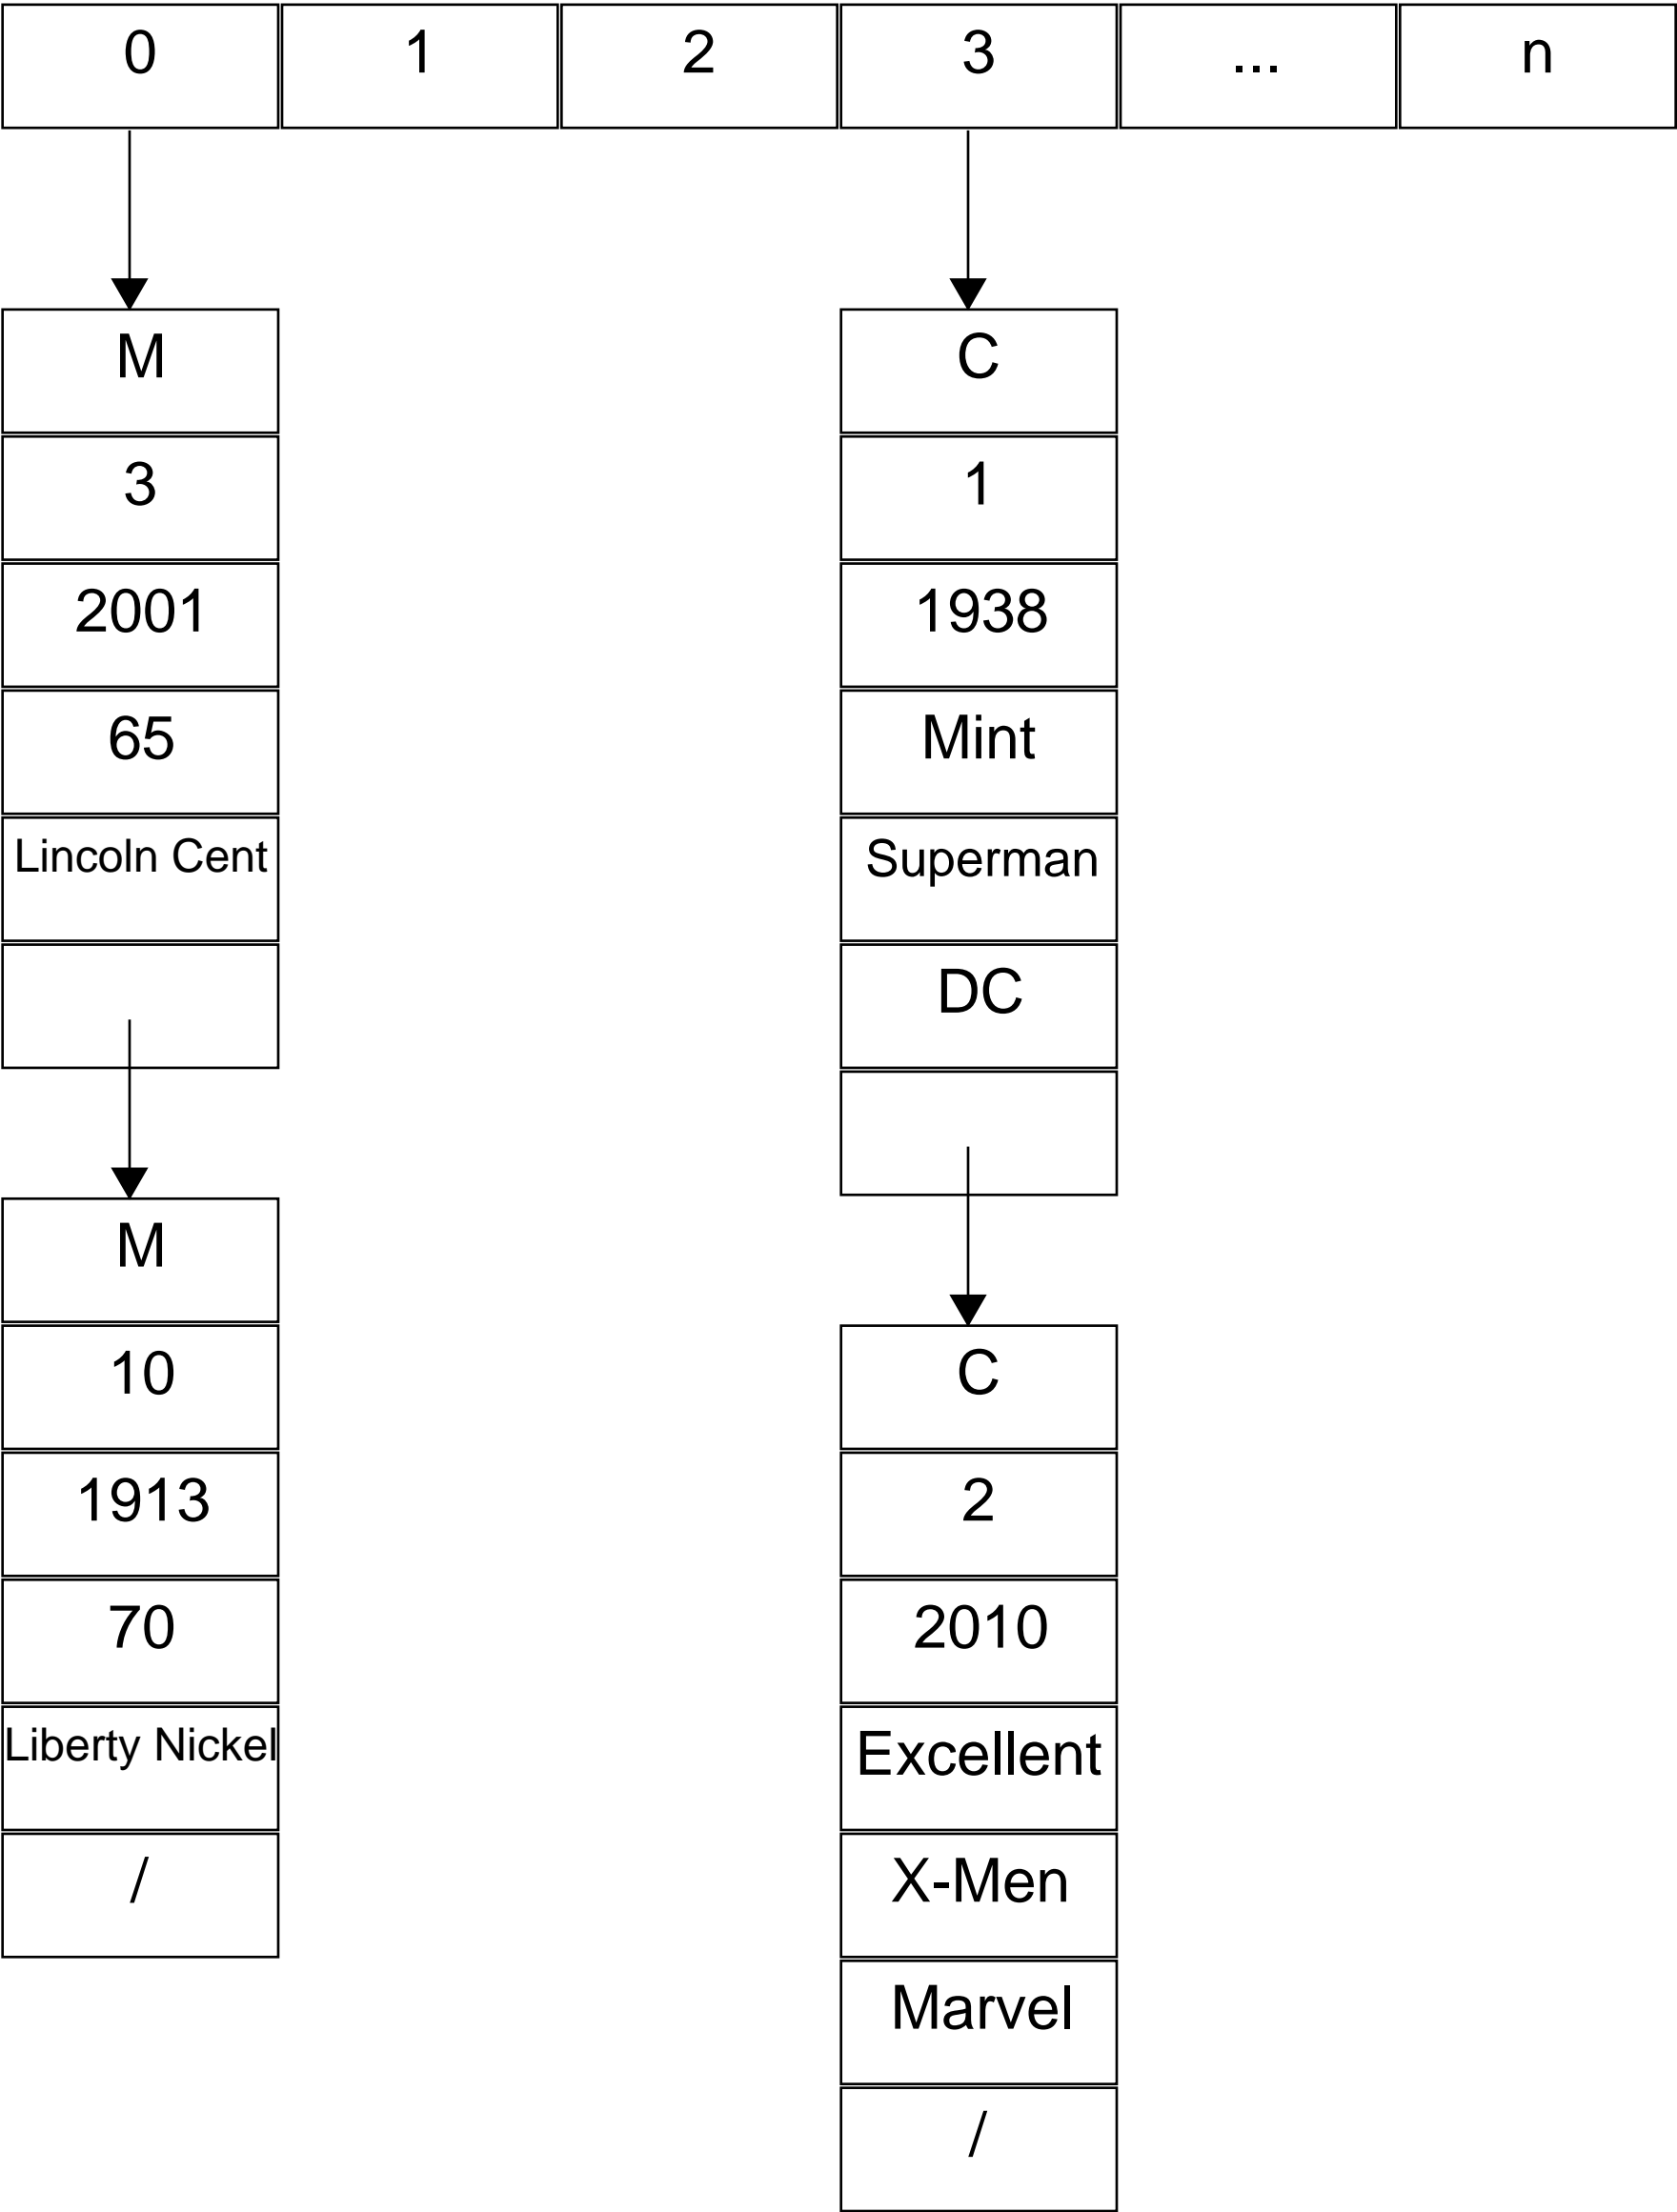 0 1 2 3 ... n
M
3
2001
65
Lincoln Cent
M
10
1913
70
Liberty Nickel
/
C
1
1938
Mint
Superman
DC
C
2
2010
Excellent
X-Men
Marvel
/